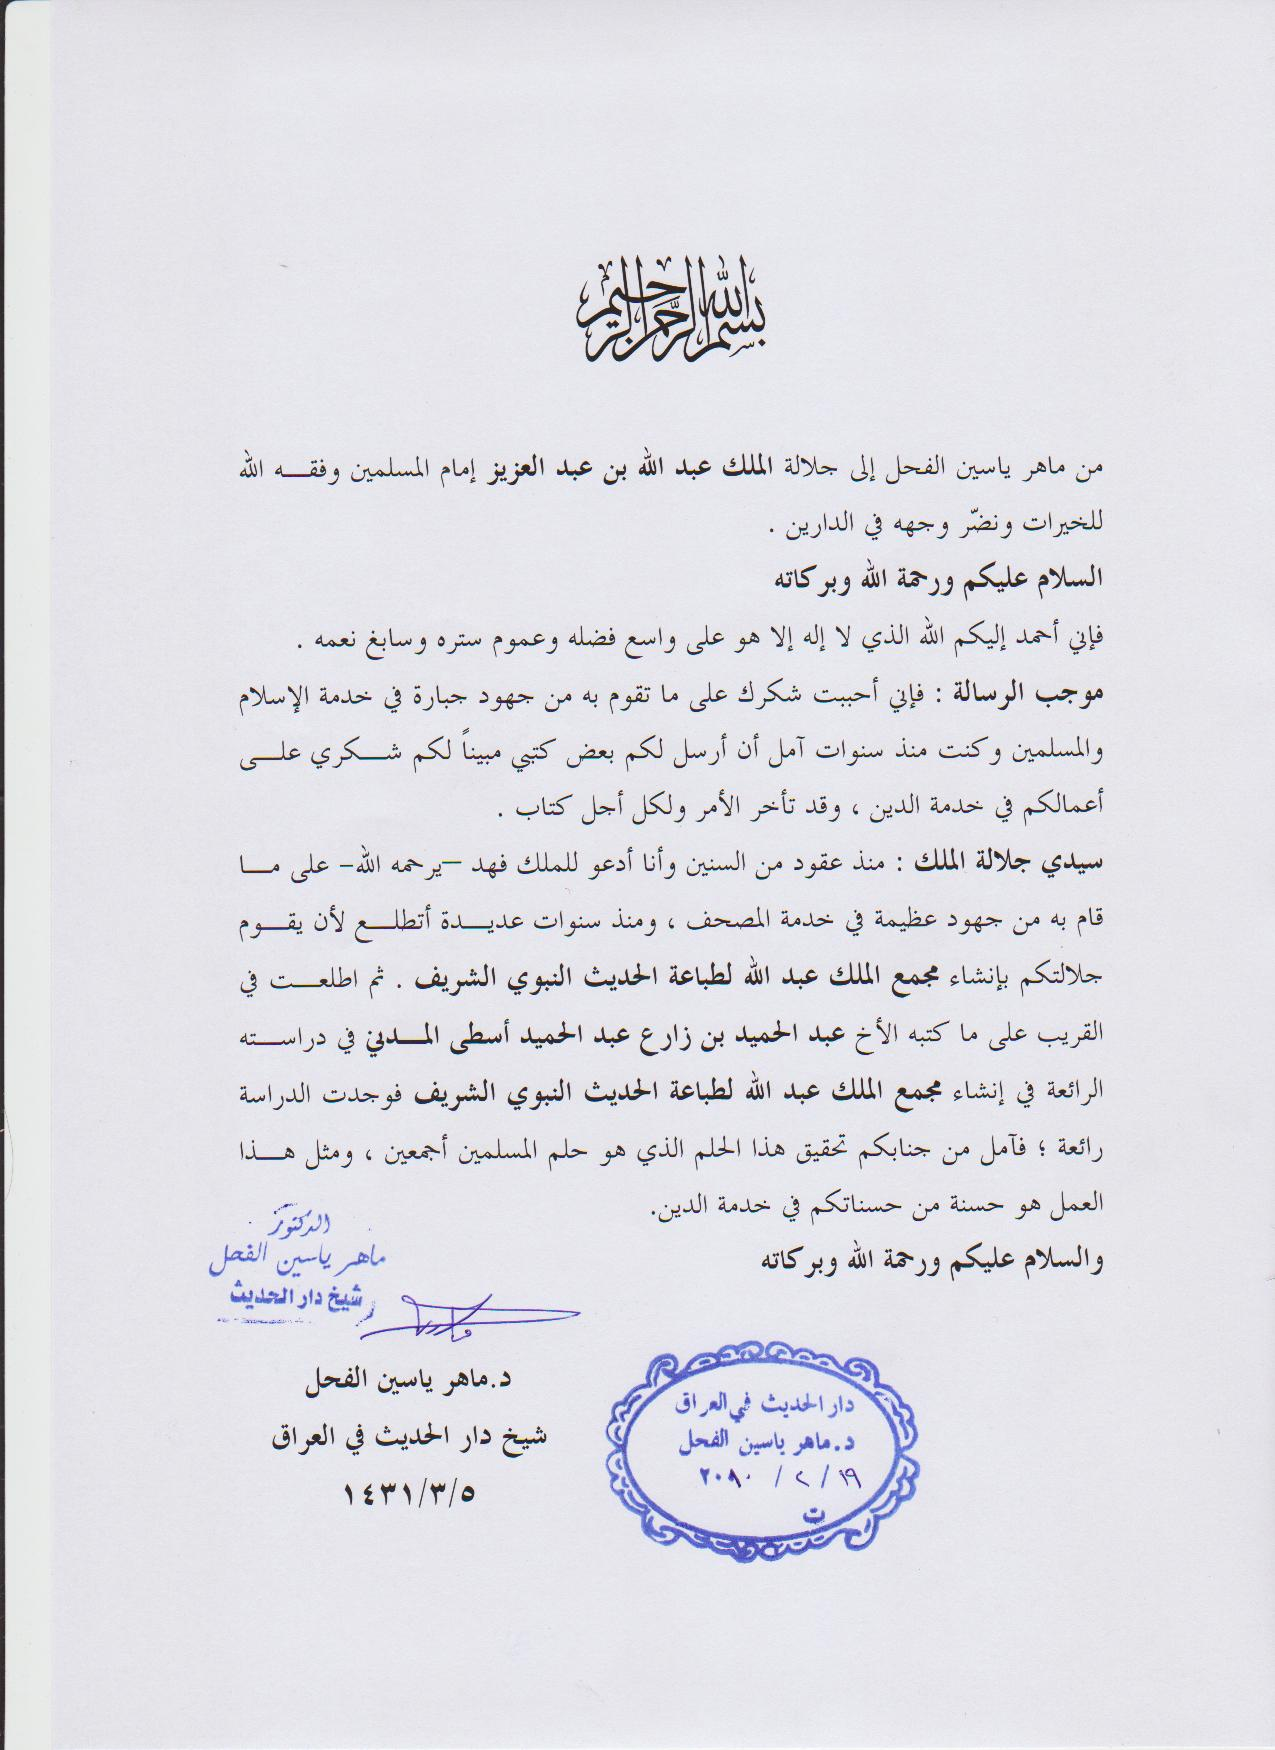 بسم الله الرحمن الرحيم
من ماهر ياسين الفحل إلى جلالة الملك عبد الله بن عبد العزيز إمام المسلمين وفقه الله
للخيرات ونضّر وجهه في الدارين .
السلام عليكم ورحمة الله وبركاته
فإني أحمد إليكم الله الذي لا إله إلا هو على واسع فضله وعموم ستره وسابغ نعمه .
موجب الرسالة : فإني أحببت شكرك على ما تقوم به من جهود جبارة في خدمة الإسلام
والمسلمين وكنت منذ سنوات آمل أن أرسل لكم بعض كتبي مبيناً لكم شكري على
أعمالكم في خدمة الدين ، وقد تأخر الأمر ولكل أجل كتاب .
سيدي جلالة الملك : منذ عقود من السنين وأنا أدعو للملك فهد –يرحمه الله– على ما
قام به من جهود عظيمة في خدمة المصحف ، ومنذ سنوات عديدة أتطلع لأن يقوم
جلالتكم بإنشاء مجمع الملك عبد الله لطباعة الحديث النبوي الشريف . ثم اطلعت في
القريب على ما كتبه الأخ عبد الحميد بن زارع عبد الحميد أسطى المدني في دراسته
الرائعة في إنشاء مجمع الملك عبد الله لطباعة الحديث النبوي الشريف فوجدت الدراسة
رائعة ؛ فآمل من جنابكم تحقيق هذا الحلم الذي هو حلم المسلمين أجمعين ، ومثل هذا
العمل هو حسنة من حسناتكم في خدمة الدين.
والسلام عليكم ورحمة الله وبركاته
الدكتور
ماهر ياسين الفحل
شيخ دار الحديث
د.ماهر ياسين الفحل
شيخ دار الحديث في العراق
١٤٣١/٣/٥
دار الحديث في العراق
د.ماهر ياسين الفحل
١٩ / ٢ /
ت